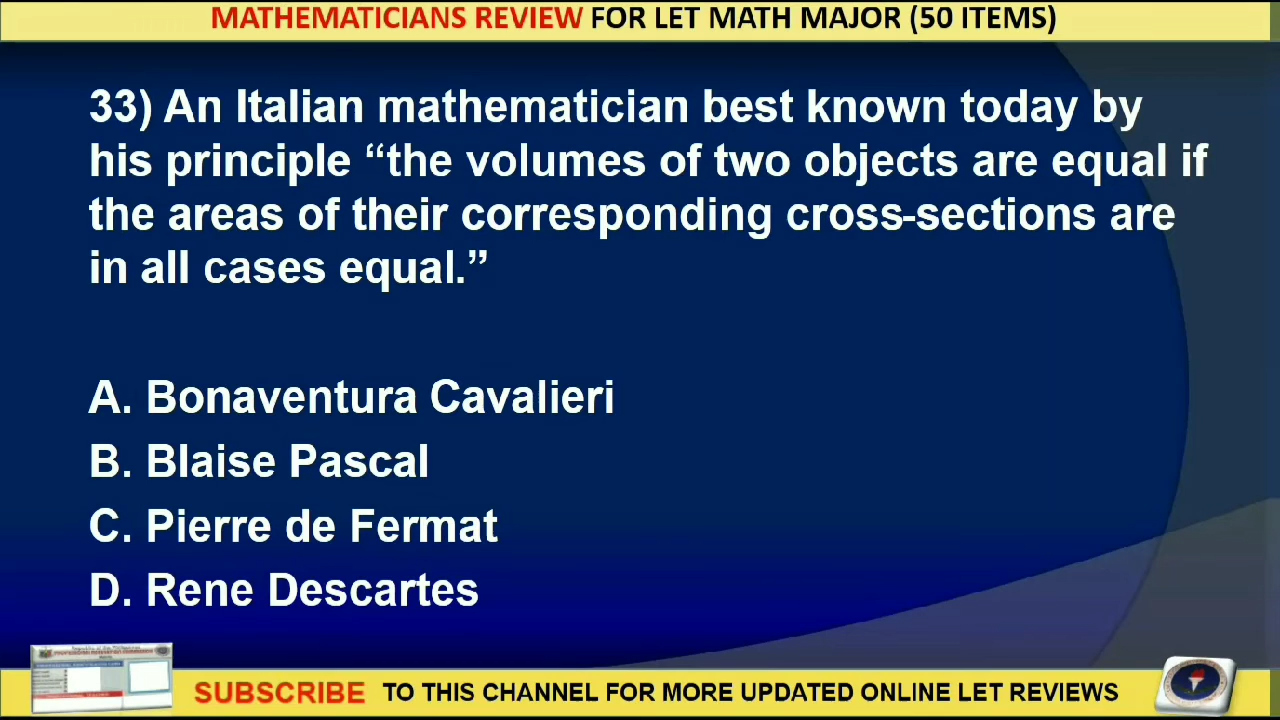 MATHEMATICIANS REVIEW FOR LET MATH MAJOR (50 ITEMS)
33) An Italian mathematician best known today by
his principle “the volumes of two objects are equal if
the areas of their corresponding cross-sections are
in all cases equal.”
A. Bonaventura Cavalieri
B. Blaise Pascal
C. Pierre de Fermat
D. Rene Descartes
SUBSCRIBE TO THIS CHANNEL FOR MORE UPDATED ONLINE LET REVIEWS